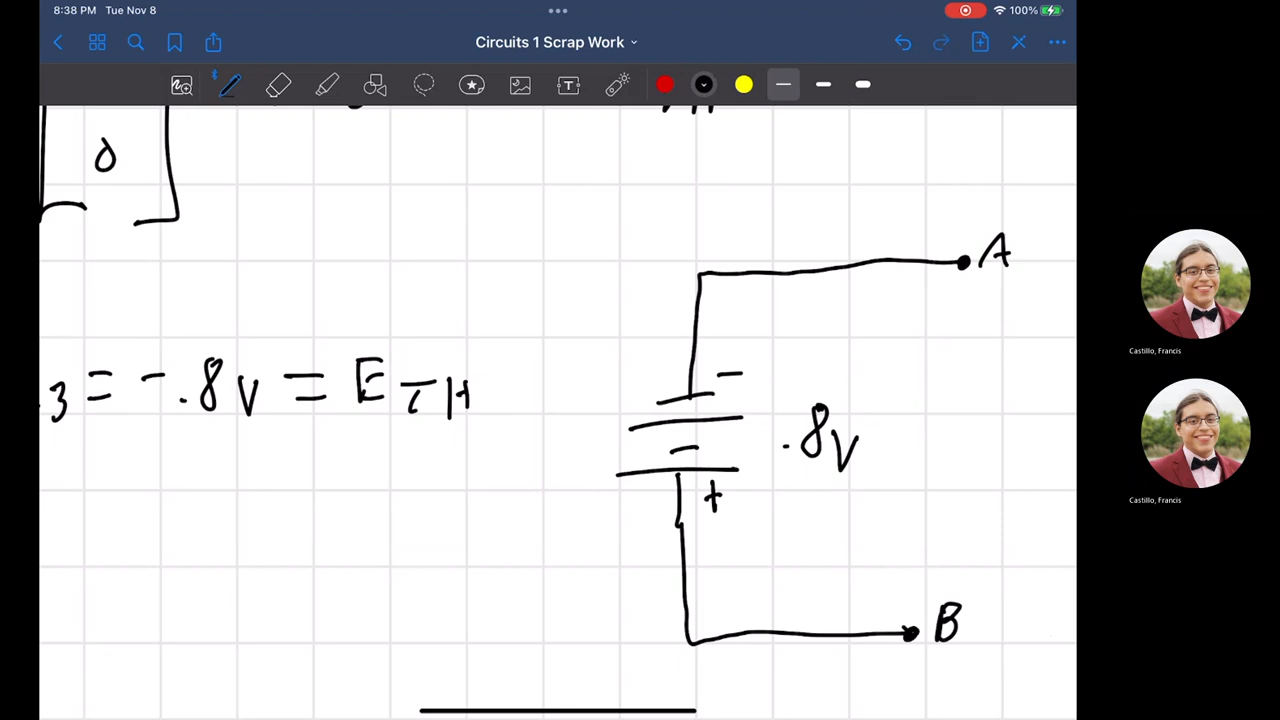 8:38 PM Tue Nov 8
100%
Circuits 1 Scrap Work
T
A
3 = -.8V = ETH
-
.8V
+
B
Castillo, Francis
Castillo, Francis